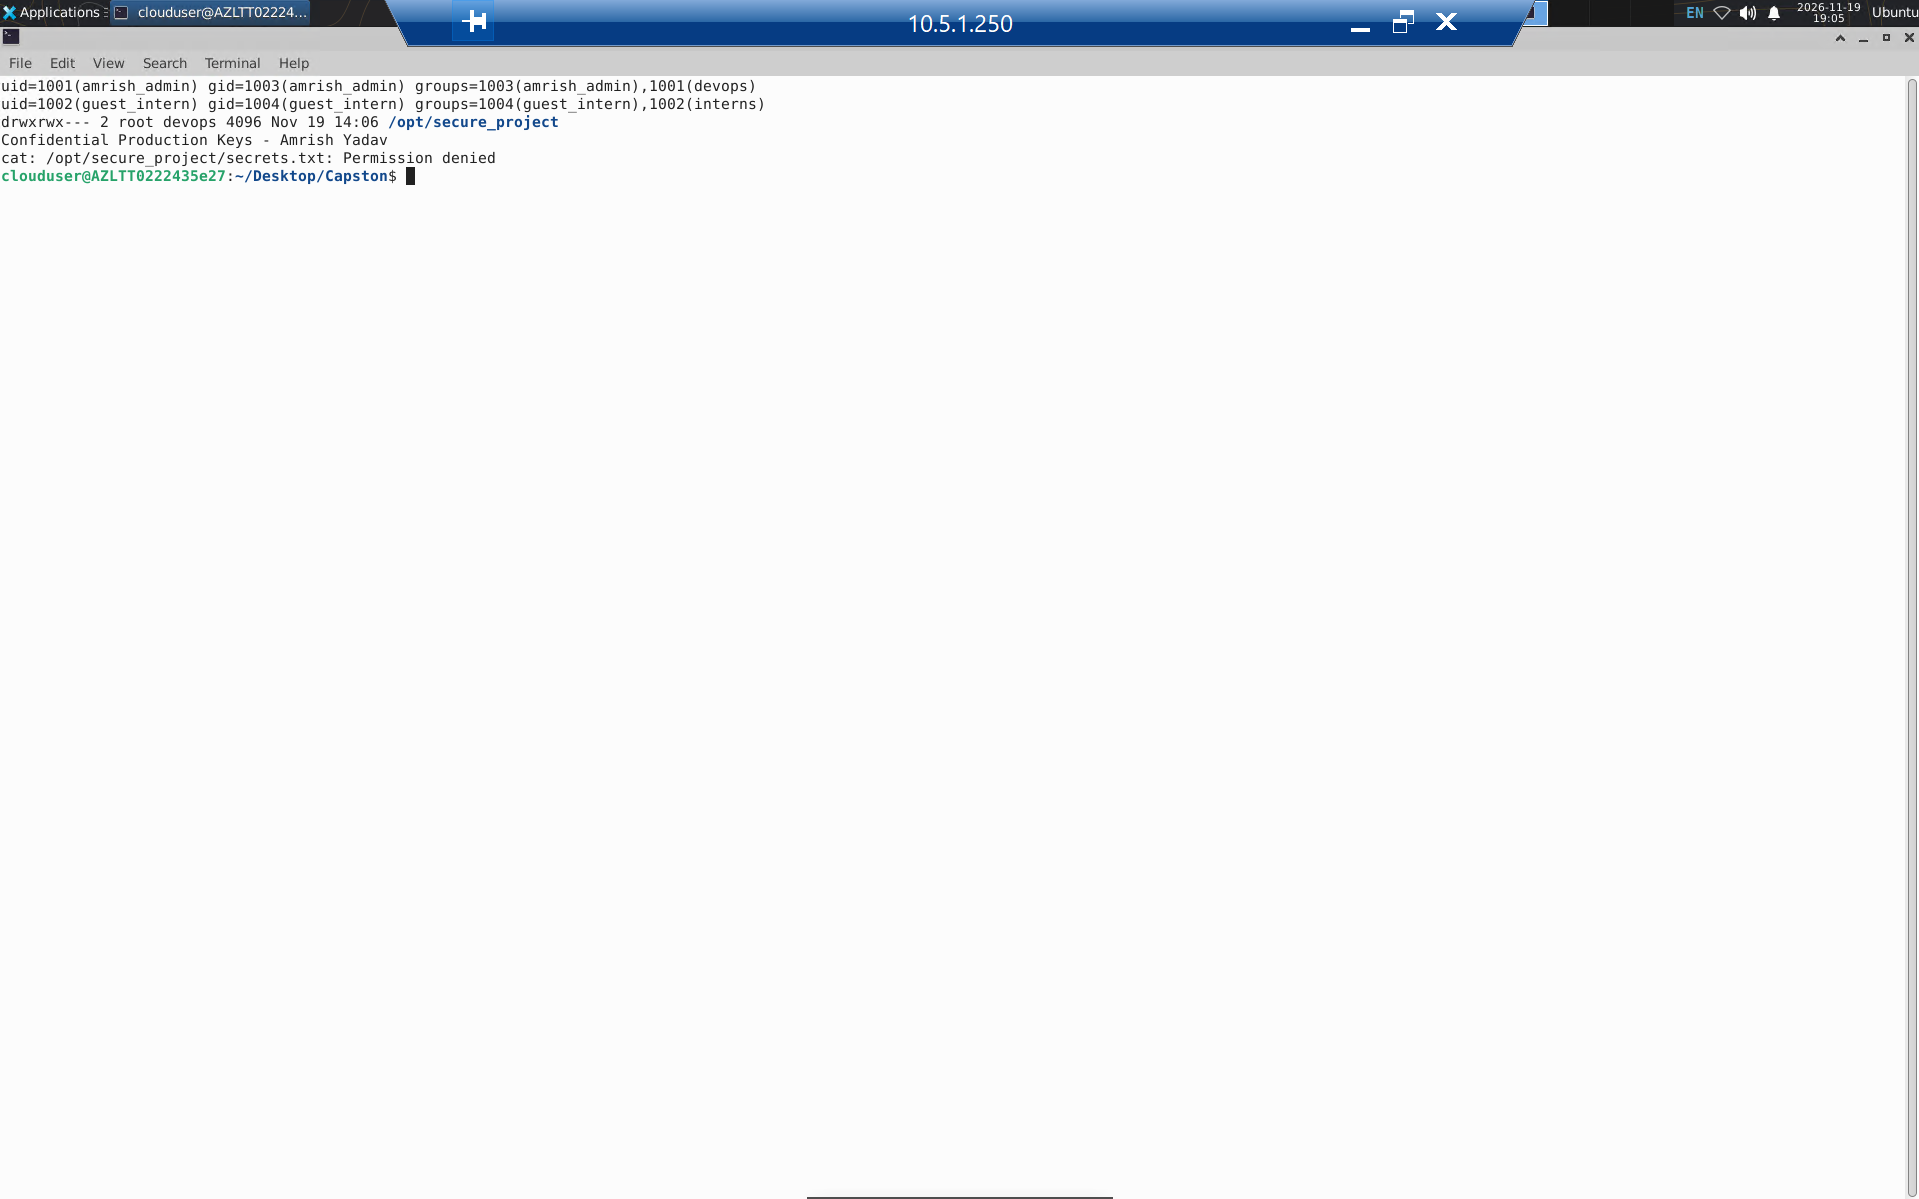 Applications
clouduser@AZLTT02224...
10.5.1.250
EN
2026-11-19
19:05
Ubuntu
File Edit View Search Terminal Help
uid=1001(amrish_admin) gid=1003(amrish_admin) groups=1003(amrish_admin),1001(devops)
uid=1002(guest_intern) gid=1004(guest_intern) groups=1004(guest_intern),1002(interns)
drwxrwx--- 2 root devops 4096 Nov 19 14:06 /opt/secure_project
Confidential Production Keys - Amrish Yadav
cat: /opt/secure_project/secrets.txt: Permission denied
clouduser@AZLTT0222435e27:~/Desktop/Capston$